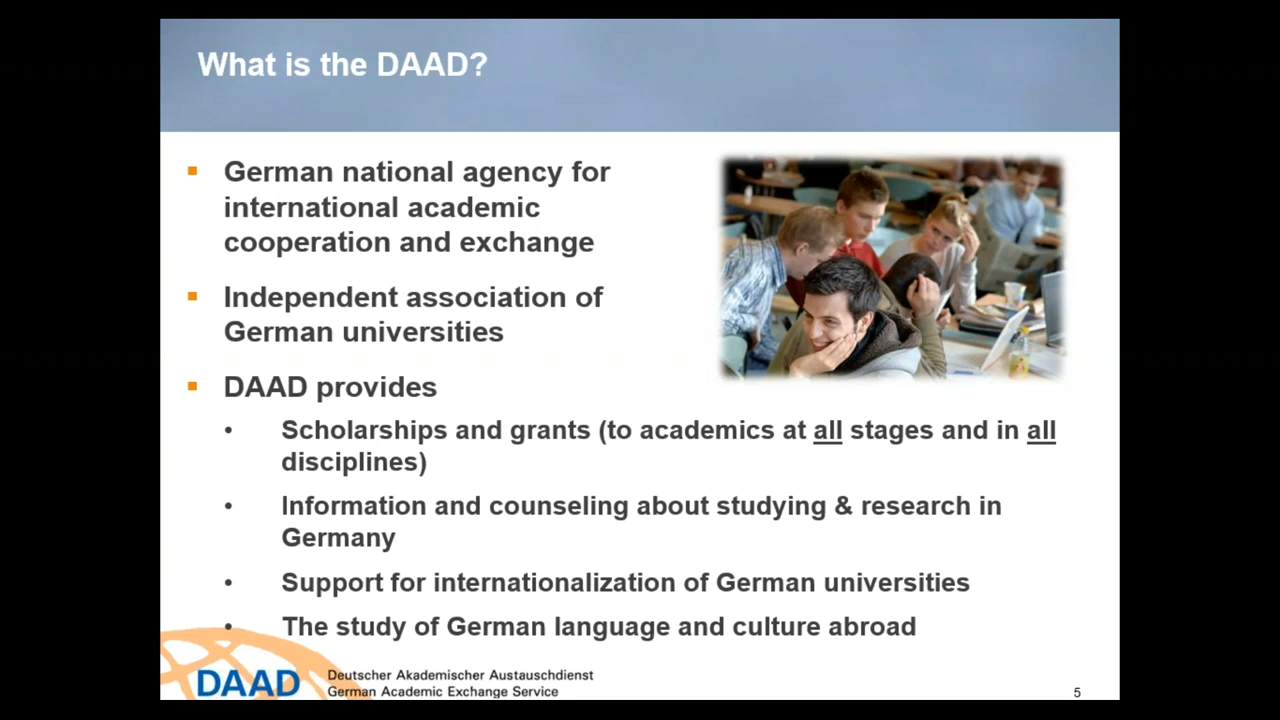 What is the DAAD?
German national agency for
international academic
cooperation and exchange
Independent association of
German universities
DAAD provides
Scholarships and grants (to academics at all stages and in all
disciplines)
Information and counseling about studying & research in
Germany
Support for internationalization of German universities
The study of German language and culture abroad
DAAD
Deutscher Akademischer Austauschdienst
German Academic Exchange Service
5